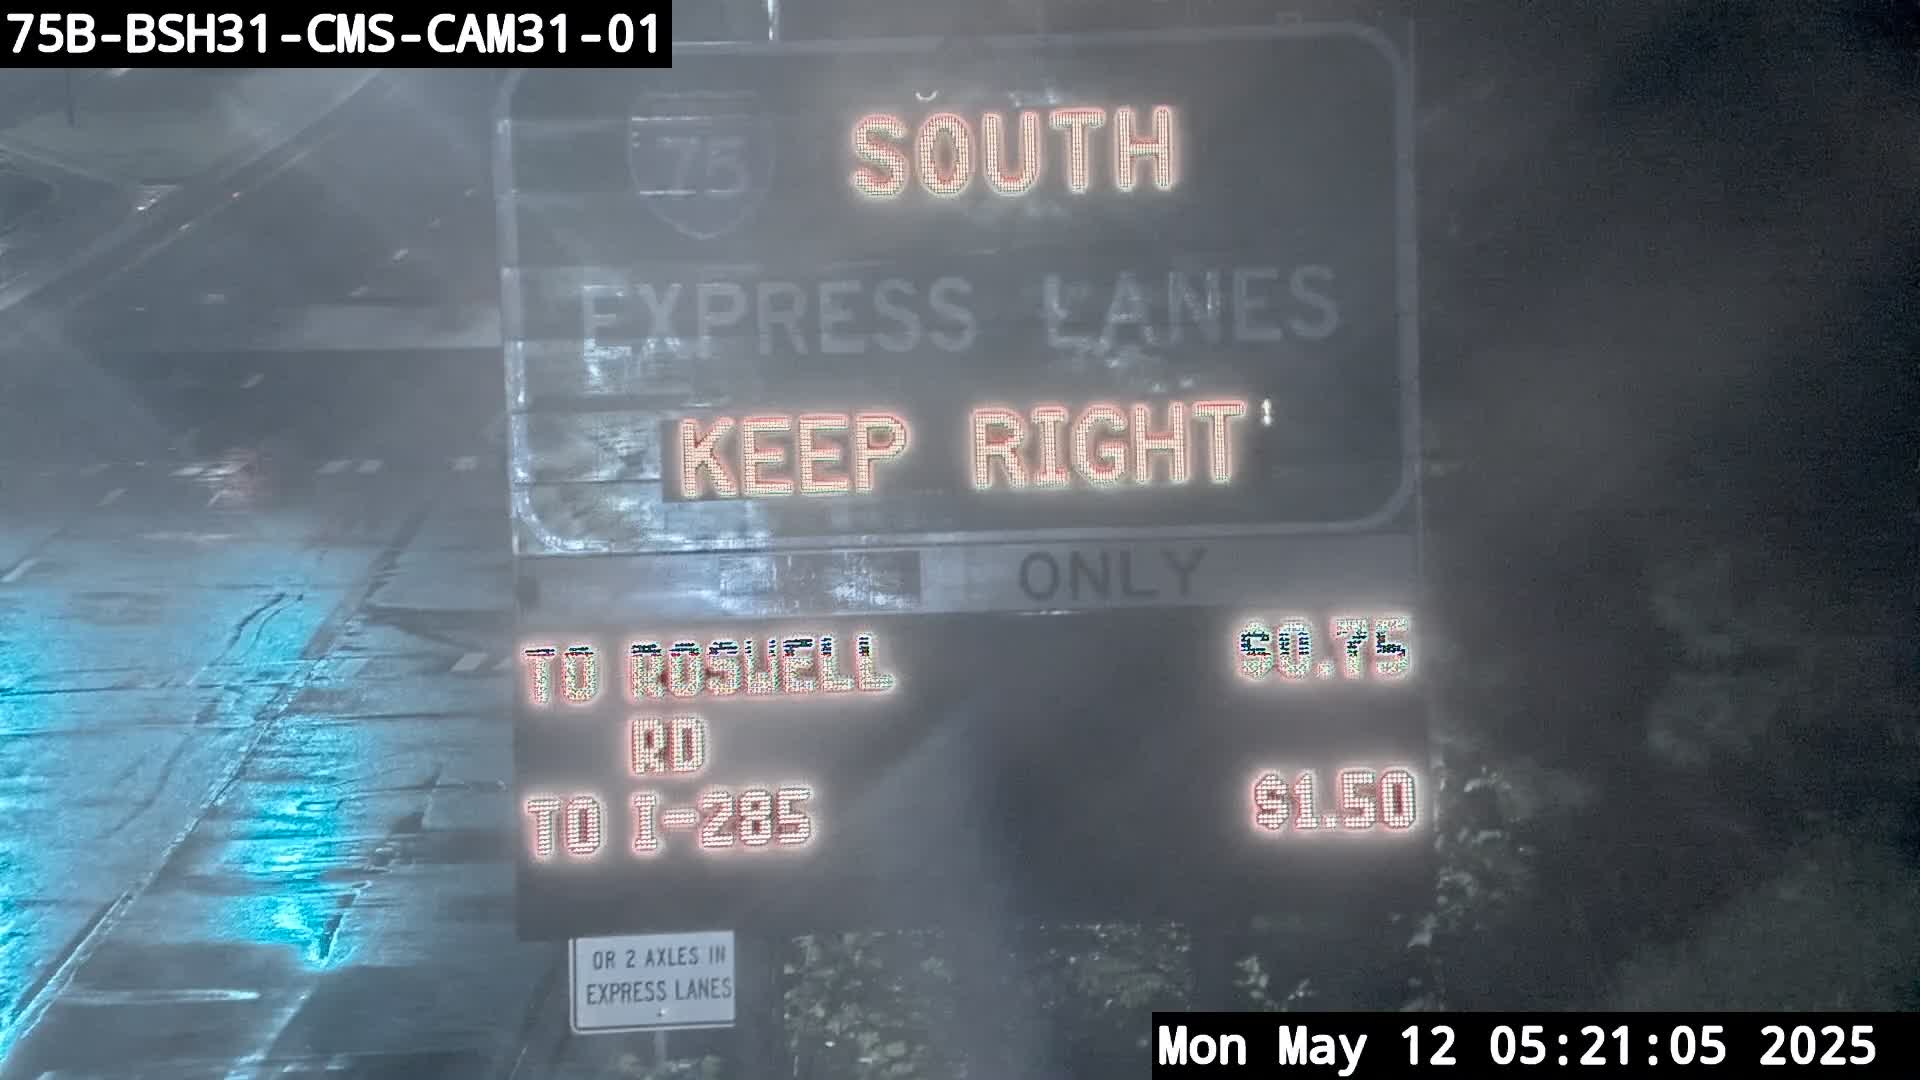 75B-BSH31-CMS-CAM31-01
75 SOUTH
EXPRESS LANES
KEEP RIGHT
ONLY
TO ROSWELL $0.75
RD
TO I-285 $1.50
OR 2 AXLES IN
EXPRESS LANES
Mon May 12 05:21:05 2025